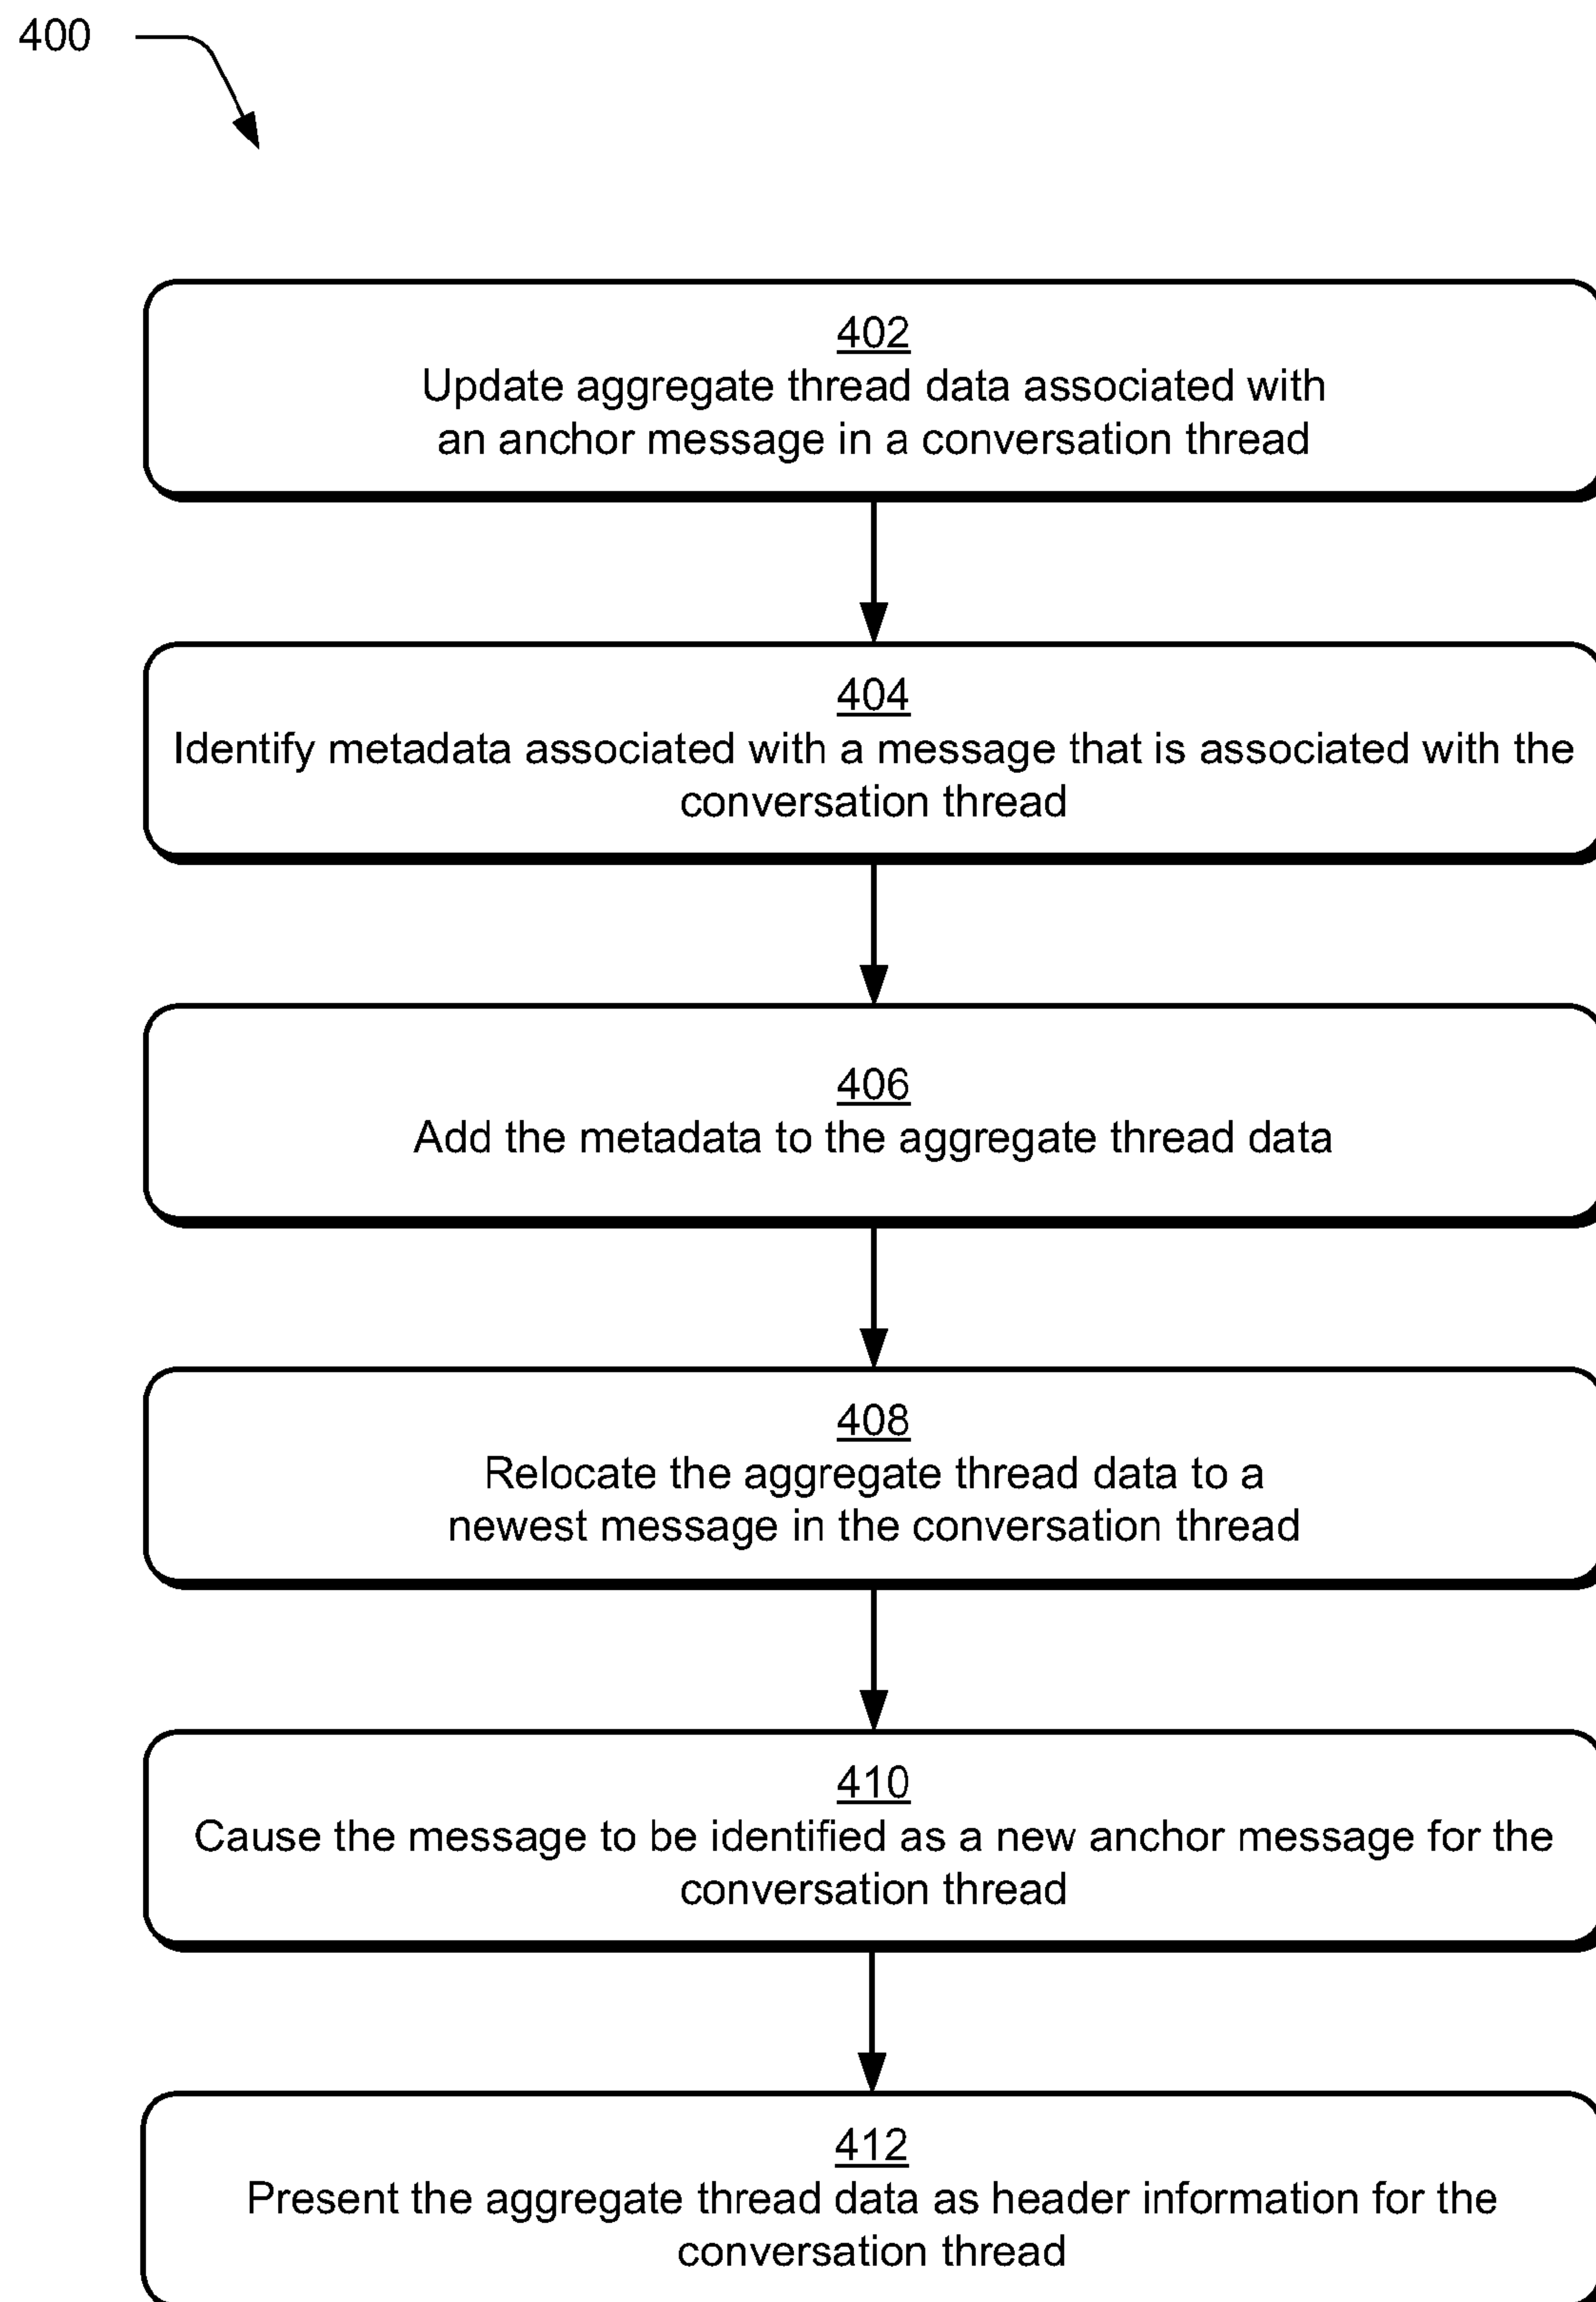 400
402
Update aggregate thread data associated with
an anchor message in a conversation thread
404
Identify metadata associated with a message that is associated with the
conversation thread
406
Add the metadata to the aggregate thread data
408
Relocate the aggregate thread data to a
newest message in the conversation thread
410
Cause the message to be identified as a new anchor message for the
conversation thread
412
Present the aggregate thread data as header information for the
conversation thread